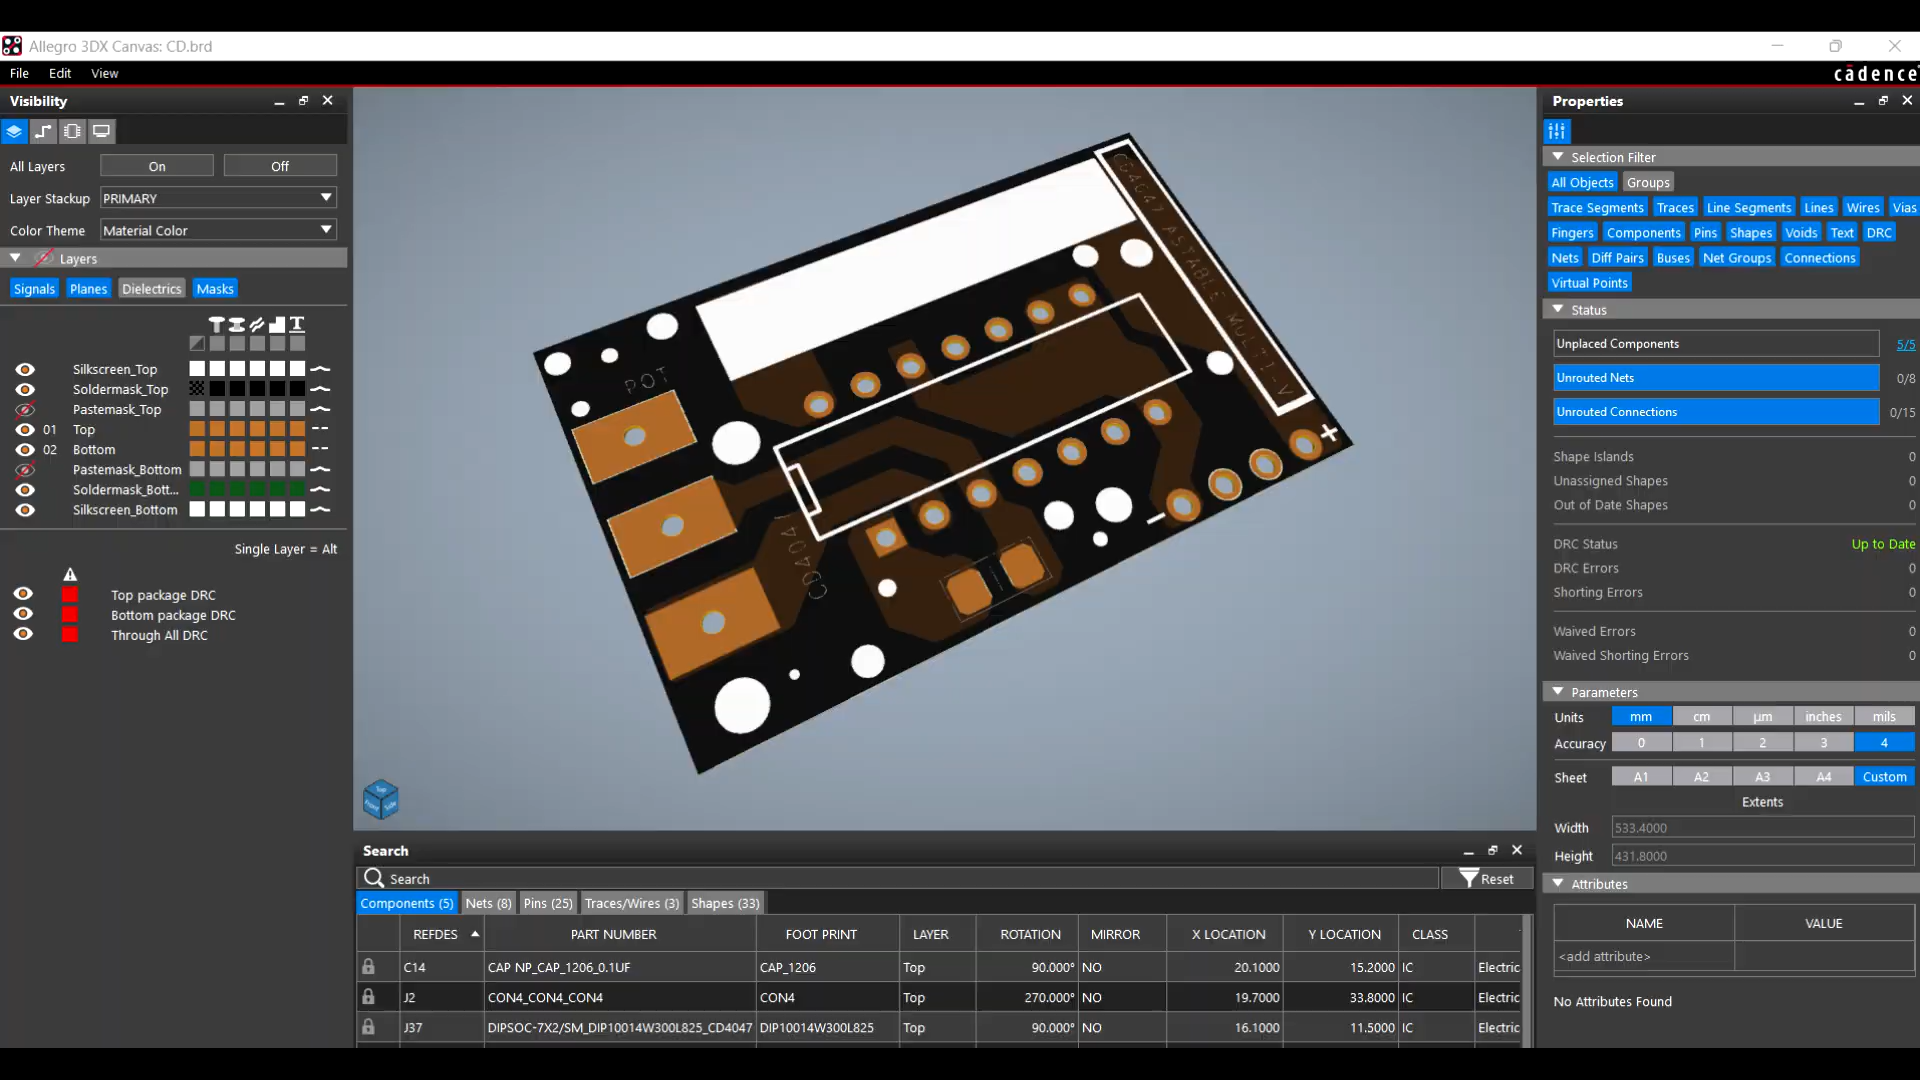 Allegro 3DX Canvas: CD.brd
File Edit View
cādence
Visibility
All Layers On Off
Layer Stackup PRIMARY
Color Theme Material Color
Layers
Signals Planes Dielectrics Masks
Silkscreen_Top
Soldermask_Top
Pastemask_Top
01 Top
02 Bottom
Pastemask_Bottom
Soldermask_Bott...
Silkscreen_Bottom
Single Layer = Alt
Top package DRC
Bottom package DRC
Through All DRC
POT
CD4047
CD4047 ASTABLE MULTI-V
+
Top
Front
Side
Search
Search
Reset
Components (5) Nets (8) Pins (25) Traces/Wires (3) Shapes (33)
REFDES PART NUMBER FOOT PRINT LAYER ROTATION MIRROR X LOCATION Y LOCATION CLASS
C14 CAP NP_CAP_1206_0.1UF CAP_1206 Top 90.000° NO 20.1000 15.2000 IC Electric
J2 CON4_CON4_CON4 CON4 Top 270.000° NO 19.7000 33.8000 IC Electric
J37 DIPSOC-7X2/SM_DIP10014W300L825_CD4047 DIP10014W300L825 Top 90.000° NO 16.1000 11.5000 IC Electric
Properties
Selection Filter
All Objects Groups
Trace Segments Traces Line Segments Lines Wires Vias
Fingers Components Pins Shapes Voids Text DRC
Nets Diff Pairs Buses Net Groups Connections
Virtual Points
Status
Unplaced Components 5/5
Unrouted Nets 0/8
Unrouted Connections 0/15
Shape Islands 0
Unassigned Shapes 0
Out of Date Shapes 0
DRC Status Up to Date
DRC Errors 0
Shorting Errors 0
Waived Errors 0
Waived Shorting Errors 0
Parameters
Units mm cm µm inches mils
Accuracy 0 1 2 3 4
Sheet A1 A2 A3 A4 Custom
Extents
Width 533.4000
Height 431.8000
Attributes
NAME VALUE
<add attribute>
No Attributes Found